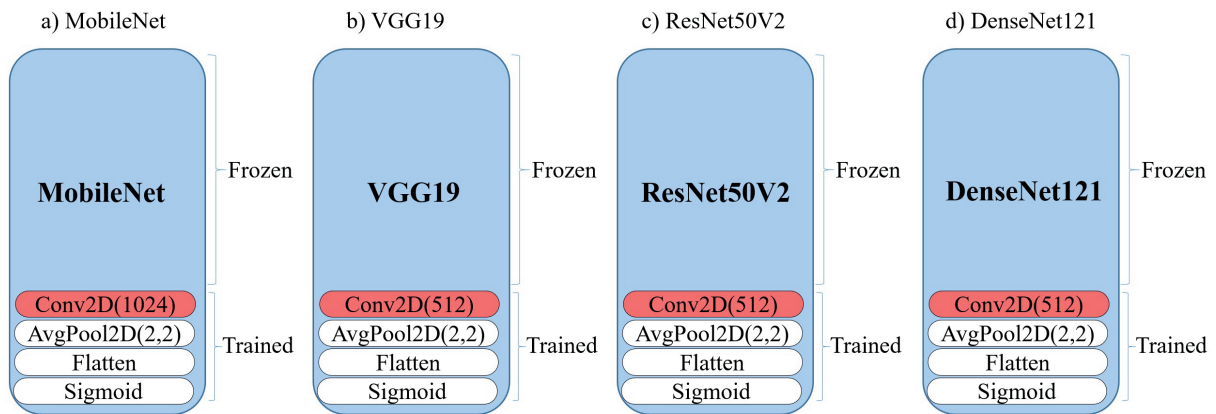 a) MobileNet
b) VGG19
c) ResNet50V2
d) DenseNet121
MobileNet
Frozen
Conv2D(1024)
AvgPool2D(2,2)
Flatten
Sigmoid
Trained
VGG19
Frozen
Conv2D(512)
AvgPool2D(2,2)
Flatten
Sigmoid
Trained
ResNet50V2
Frozen
Conv2D(512)
AvgPool2D(2,2)
Flatten
Sigmoid
Trained
DenseNet121
Frozen
Conv2D(512)
AvgPool2D(2,2)
Flatten
Sigmoid
Trained